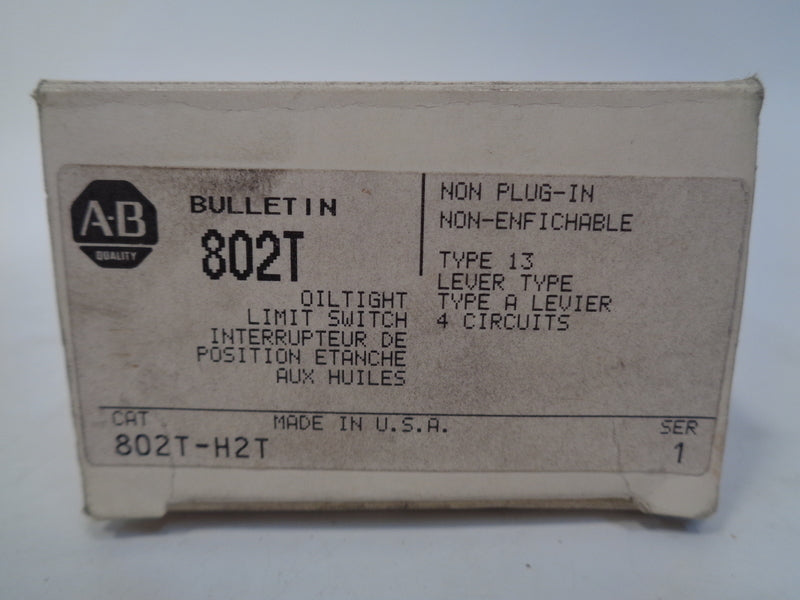 A-B
QUALITY
BULLETIN
802T
OILTIGHT
LIMIT SWITCH
INTERRUPTEUR DE
POSITION ETANCHE
AUX HUILES
NON PLUG-IN
NON-ENFICHABLE
TYPE 13
LEVER TYPE
TYPE A LEVIER
4 CIRCUITS
CAT MADE IN U.S.A. SER
802T-H2T 1